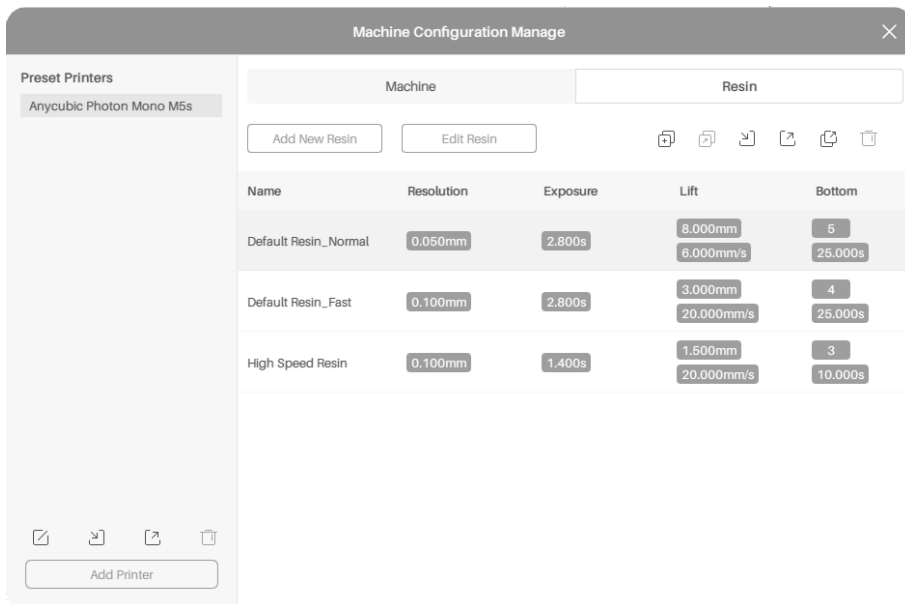 Machine Configuration Manage
Preset Printers
Anycubic Photon Mono M5s
Machine
Resin
Add New Resin
Edit Resin
Name Resolution Exposure Lift Bottom
Default Resin_Normal 0.050mm 2.800s 8.000mm 5
6.000mm/s 25.000s
Default Resin_Fast 0.100mm 2.800s 3.000mm 4
20.000mm/s 25.000s
High Speed Resin 0.100mm 1.400s 1.500mm 3
20.000mm/s 10.000s
Add Printer